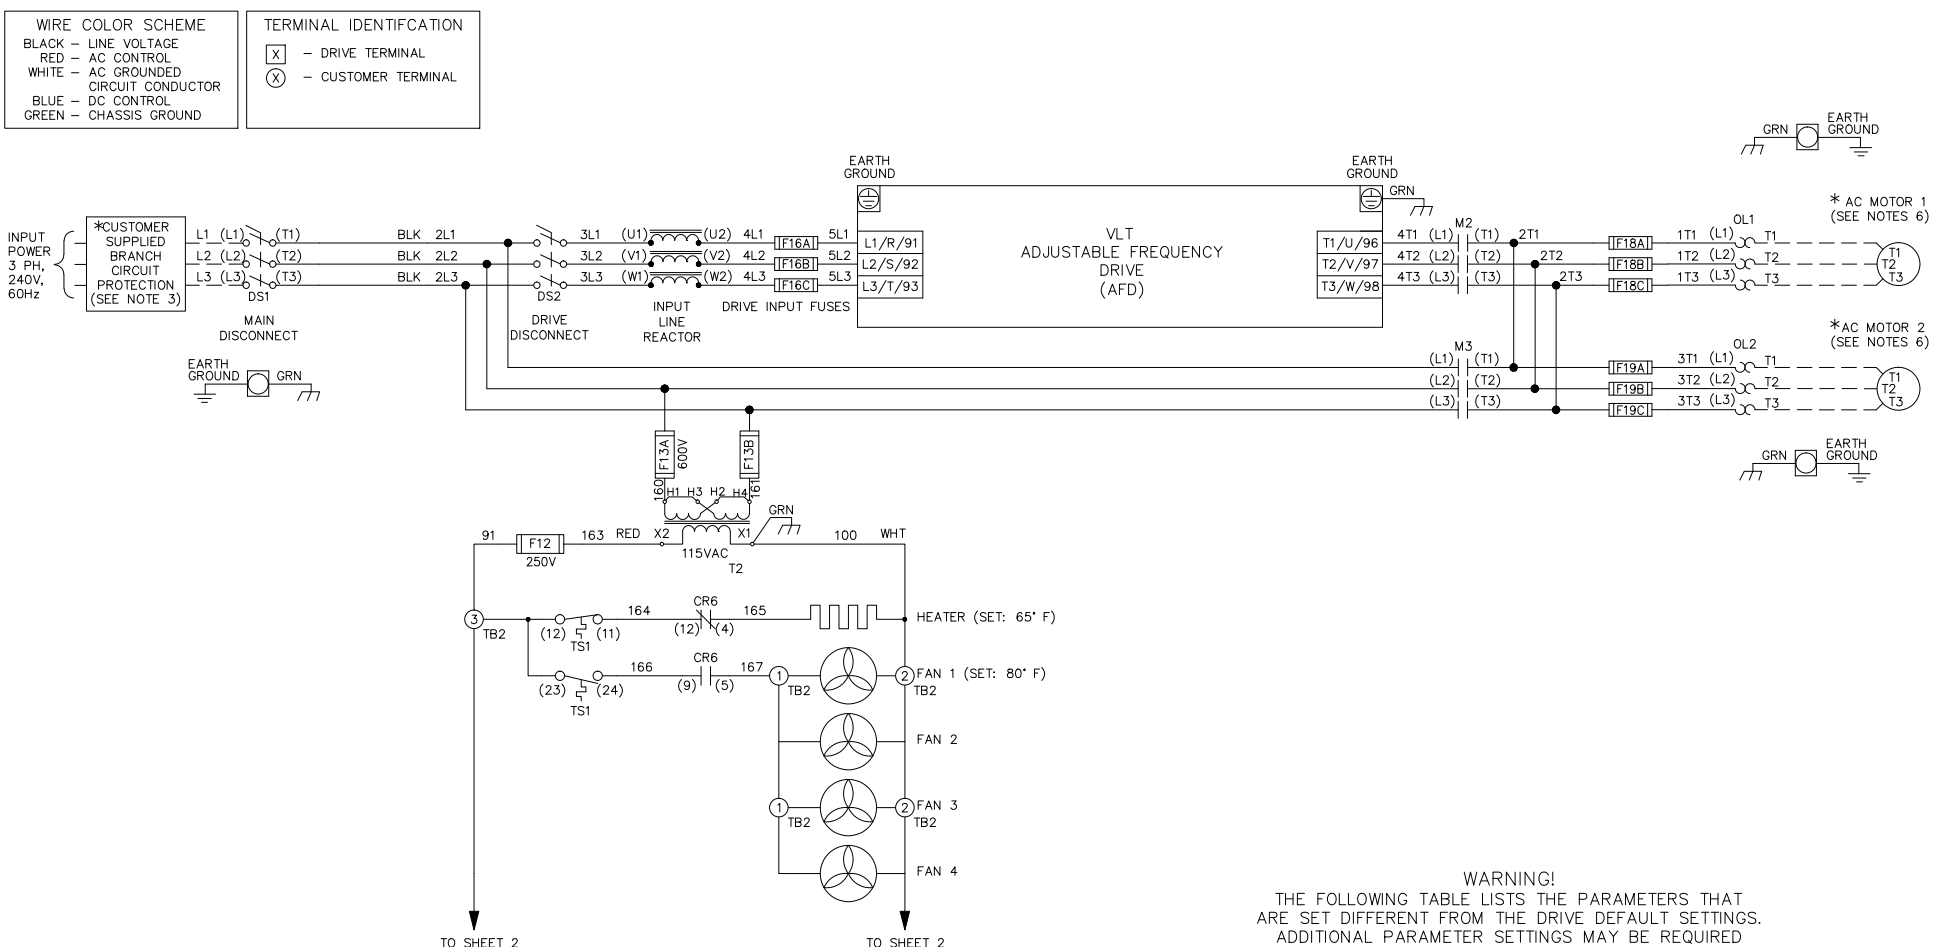 WIRE COLOR SCHEME
BLACK – LINE VOLTAGE
RED – AC CONTROL
WHITE – AC GROUNDED
CIRCUIT CONDUCTOR
BLUE – DC CONTROL
GREEN – CHASSIS GROUND
TERMINAL IDENTIFCATION
X – DRIVE TERMINAL
X – CUSTOMER TERMINAL
INPUT
POWER
3 PH,
240V,
60Hz
*CUSTOMER
SUPPLIED
BRANCH
CIRCUIT
PROTECTION
(SEE NOTE 3)
L1 (L1) (T1) BLK 2L1 3L1 (U1) (U2) 4L1 F16A 5L1 L1/R/91
L2 (L2) (T2) BLK 2L2 3L2 (V1) (V2) 4L2 F16B 5L2 L2/S/92
L3 (L3) (T3) BLK 2L3 3L3 (W1) (W2) 4L3 F16C 5L3 L3/T/93
DS1
MAIN
DISCONNECT
DS2
DRIVE
DISCONNECT
INPUT
LINE
REACTOR
DRIVE INPUT FUSES
EARTH
GROUND
GRN
EARTH
GROUND
VLT
ADJUSTABLE FREQUENCY
DRIVE
(AFD)
EARTH
GROUND
GRN
M2
T1/U/96 4T1 (L1) (T1) 2T1 F18A 1T1 (L1) T1
T2/V/97 4T2 (L2) (T2) 2T2 F18B 1T2 (L2) T2
T3/W/98 4T3 (L3) (T3) 2T3 F18C 1T3 (L3) T3
OL1
GRN
EARTH
GROUND
* AC MOTOR 1
(SEE NOTES 6)
T1
T2
T3
M3
(L1) (T1) F19A 3T1 (L1) T1
(L2) (T2) F19B 3T2 (L2) T2
(L3) (T3) F19C 3T3 (L3) T3
OL2
*AC MOTOR 2
(SEE NOTES 6)
T1
T2
T3
GRN
EARTH
GROUND
F13A
600V
F13B
160
H1 H3 H2 H4
161
GRN
91 F12 163 RED X2 X1 100 WHT
250V
115VAC
T2
3
TB2
164 CR6 165
(12) (11) (12) (4)
TS1
HEATER (SET: 65° F)
166 CR6 167
(23) (24) (9) (5)
TS1
1
TB2
2
TB2
FAN 1 (SET: 80° F)
FAN 2
1
TB2
2
TB2
FAN 3
FAN 4
TO SHEET 2
TO SHEET 2
WARNING!
THE FOLLOWING TABLE LISTS THE PARAMETERS THAT
ARE SET DIFFERENT FROM THE DRIVE DEFAULT SETTINGS.
ADDITIONAL PARAMETER SETTINGS MAY BE REQUIRED